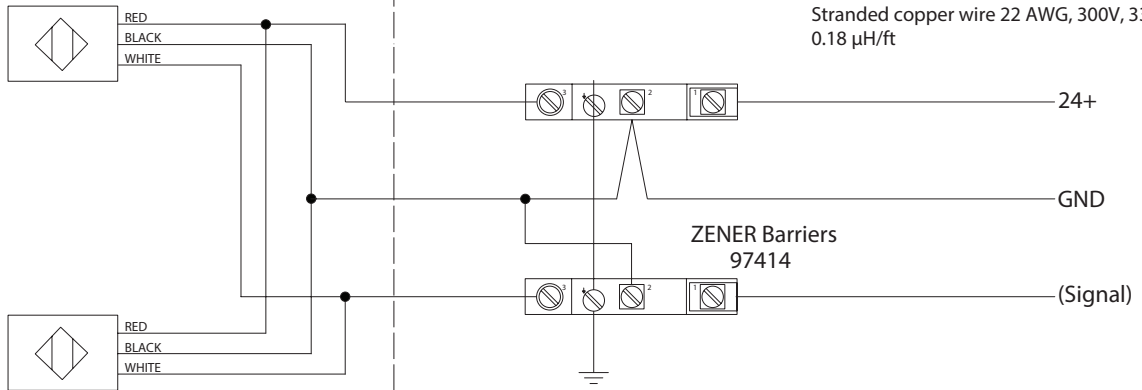 Stranded copper wire 22 AWG, 300V,
0.18 µH/ft
RED
BLACK
WHITE
3
2
1
24+
GND
ZENER Barriers
97414
3
2
1
(Signal)
RED
BLACK
WHITE